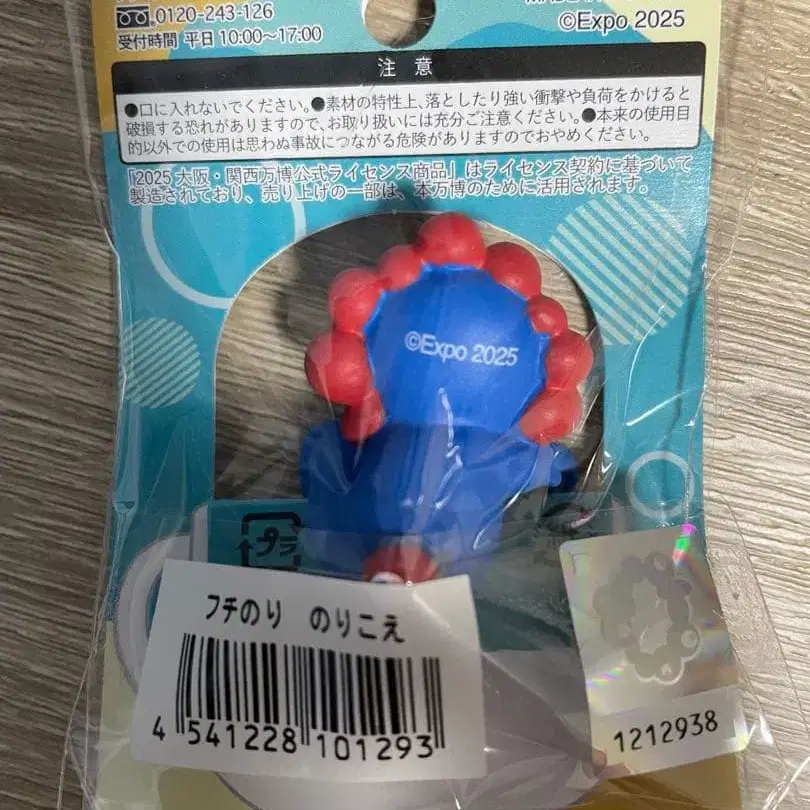 0120-243-126
受付時間 平日 10:00～17:00
©Expo 2025
注 意
●口に入れないでください。●素材の特性上、落としたり強い衝撃や負荷をかけると
破損する恐れがありますので、お取り扱いには充分ご注意ください。●本来の使用目
的以外での使用は思わぬ事故につながる危険がありますのでおやめください。
「2025 大阪・関西万博公式ライセンス商品」はライセンス契約に基づいて
製造されており、売り上げの一部は、本万博のために活用されます。
©Expo 2025
プラ
フチのり のりこえ
4 541228 101293
1212938